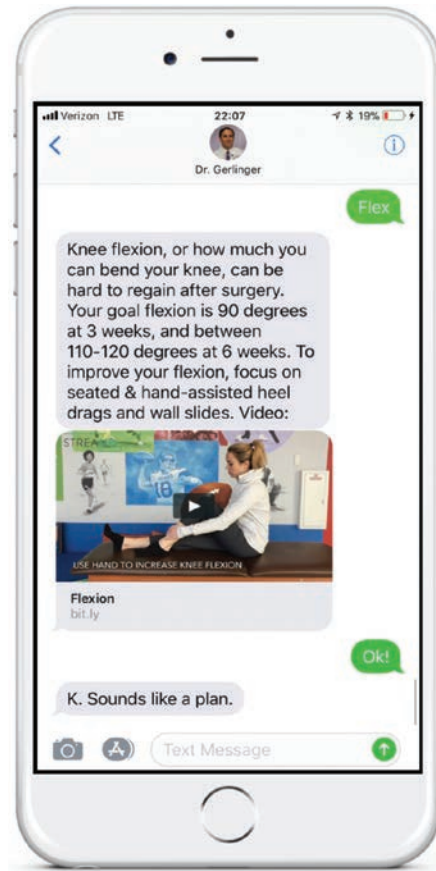 Verizon LTE 22:07 19%
Dr. Gerlinger
Flex
Knee flexion, or how much you
can bend your knee, can be
hard to regain after surgery.
Your goal flexion is 90 degrees
at 3 weeks, and between
110-120 degrees at 6 weeks. To
improve your flexion, focus on
seated & hand-assisted heel
drags and wall slides. Video:
18
USE HAND TO INCREASE KNEE FLEXION
Flexion
bit.ly
Ok!
K. Sounds like a plan.
Text Message